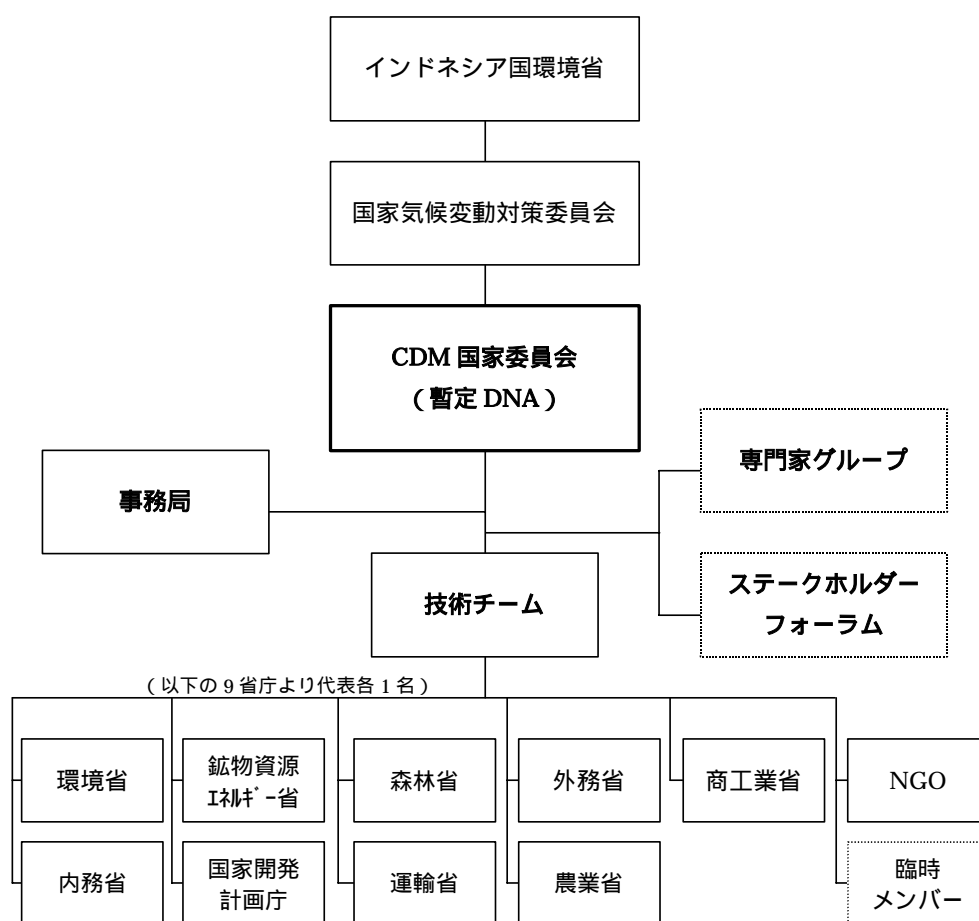 インドネシア国環境省
国家気候変動対策委員会
CDM 国家委員会
（暫定 DNA）
専門家グループ
事務局
ステークホルダー
フォーラム
技術チーム
（以下の 9 省庁より代表各 1 名）
環境省
鉱物資源
ｴﾈﾙｷﾞｰ省
森林省
外務省
商工業省
NGO
内務省
国家開発
計画庁
運輸省
農業省
臨時
メンバー